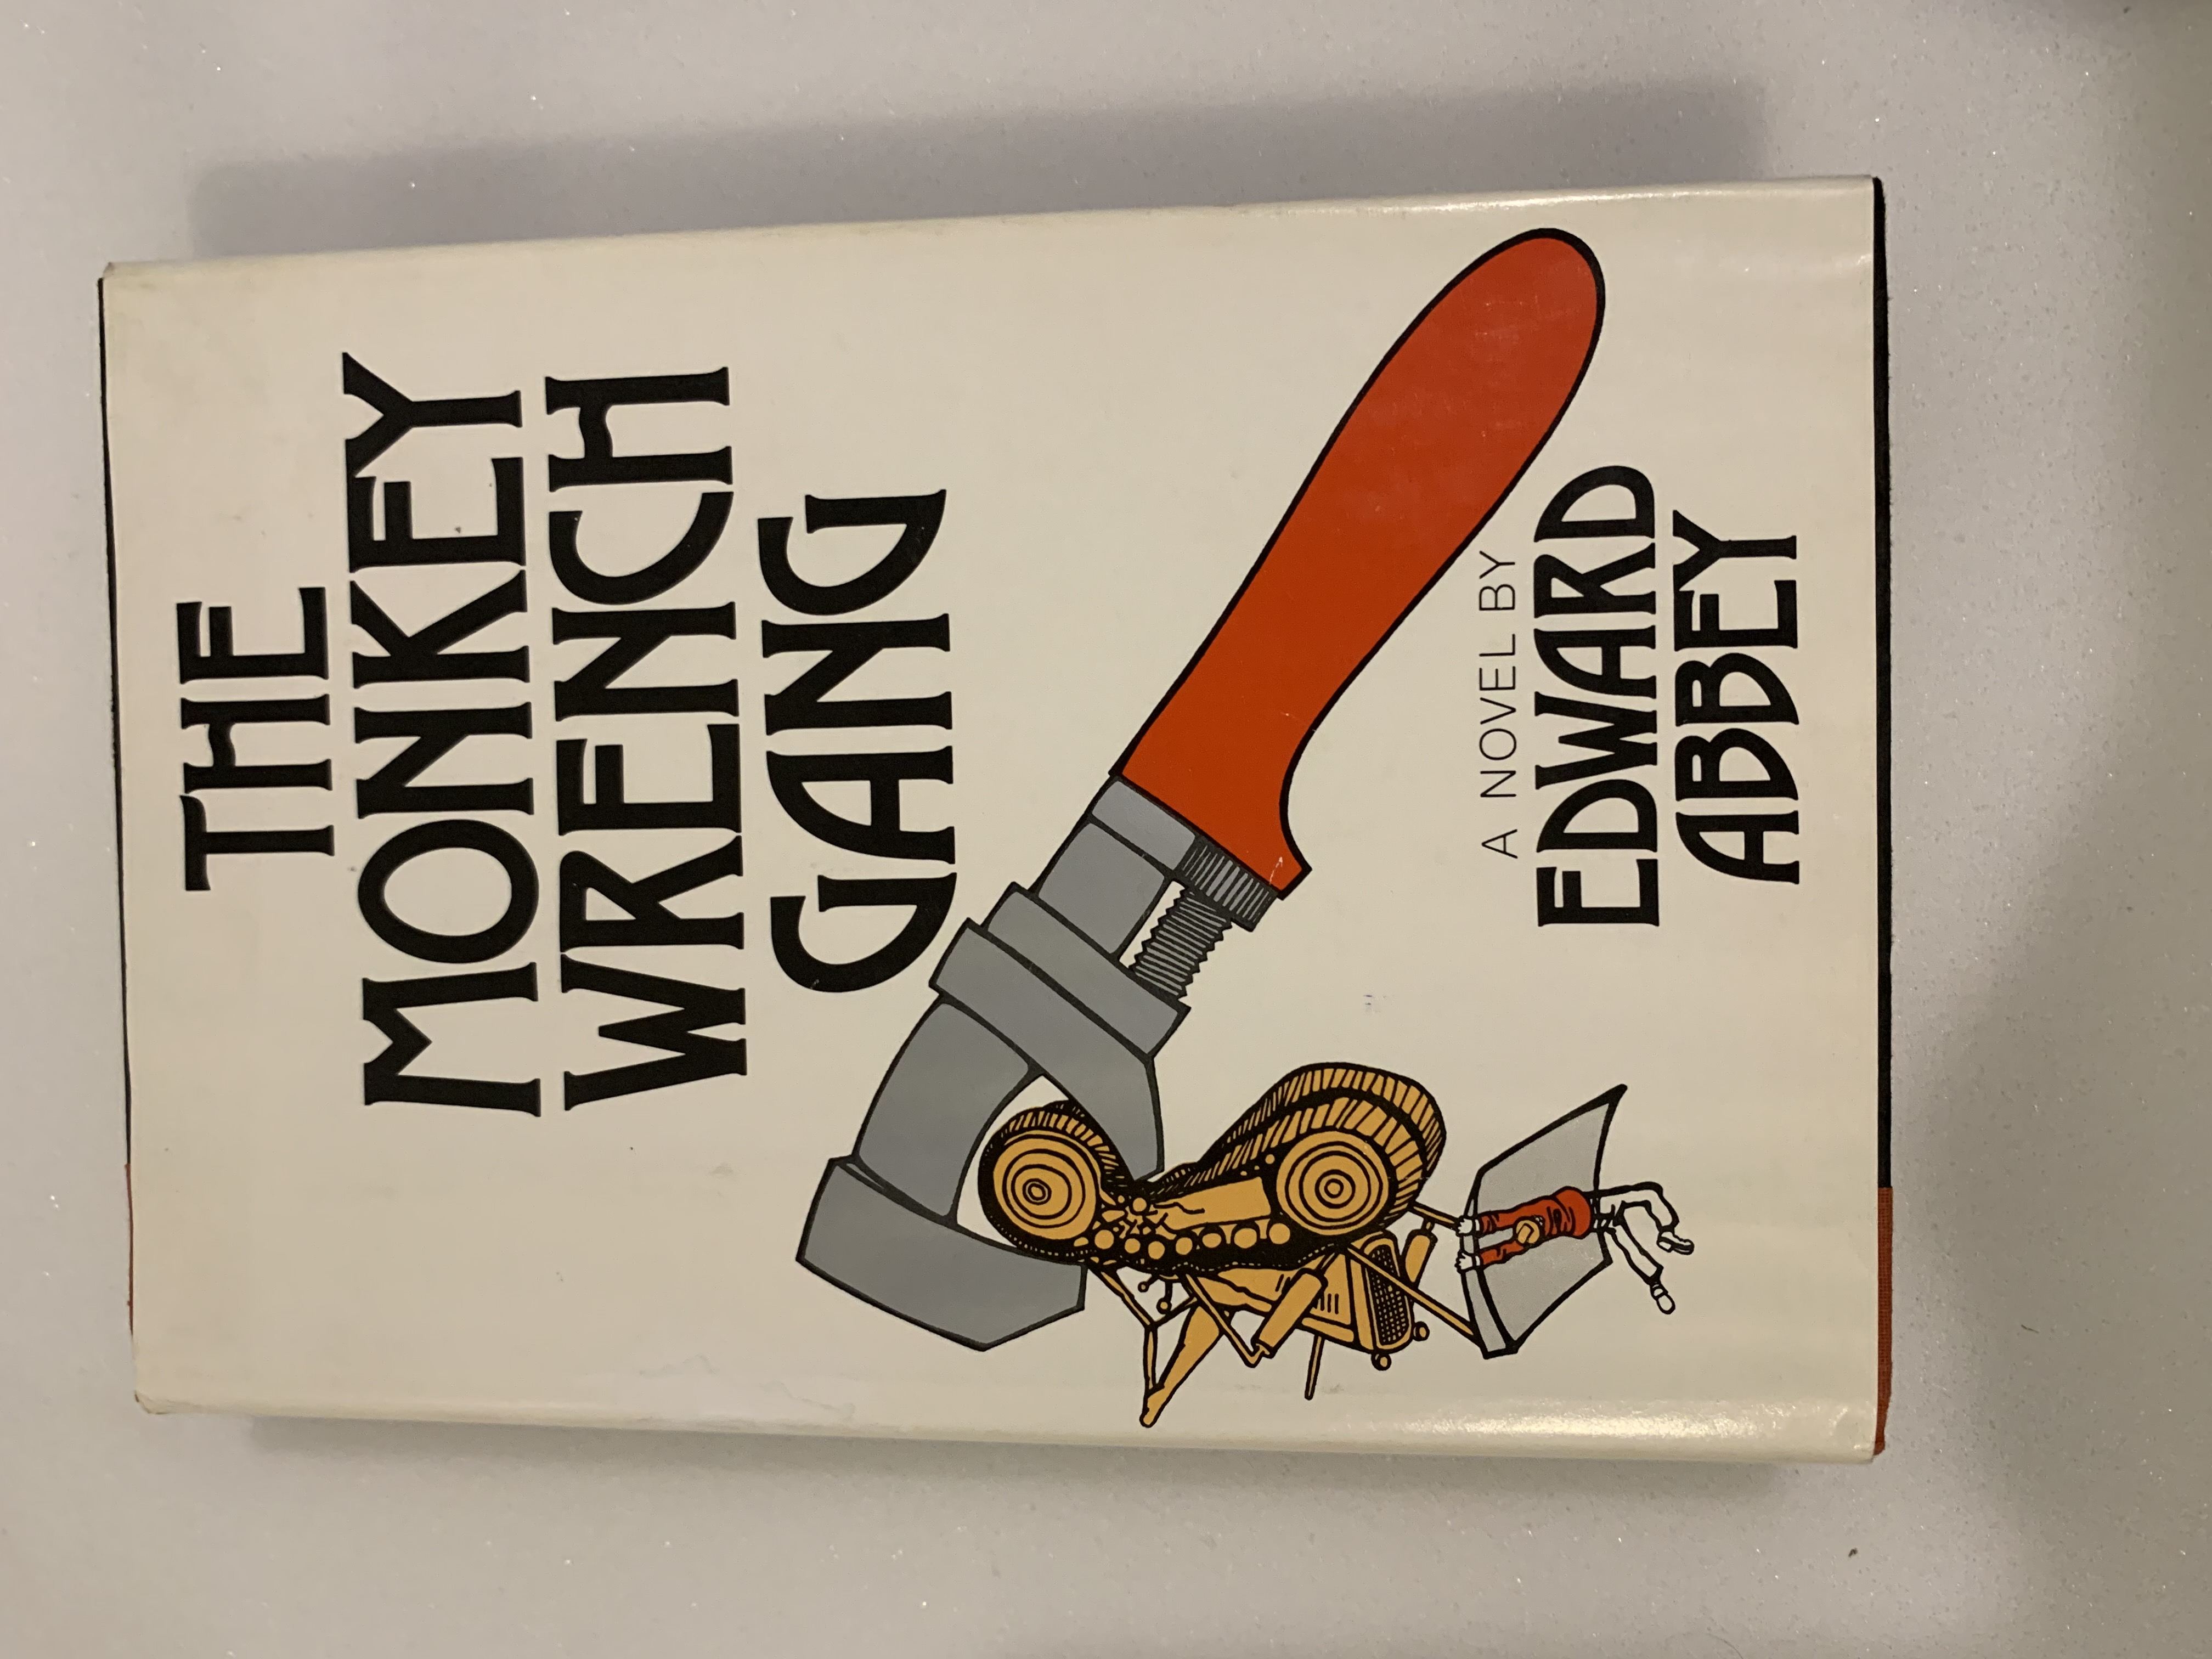 THE
MONKEY
WRENCH
GANG
A NOVEL BY
EDWARD
ABBEY